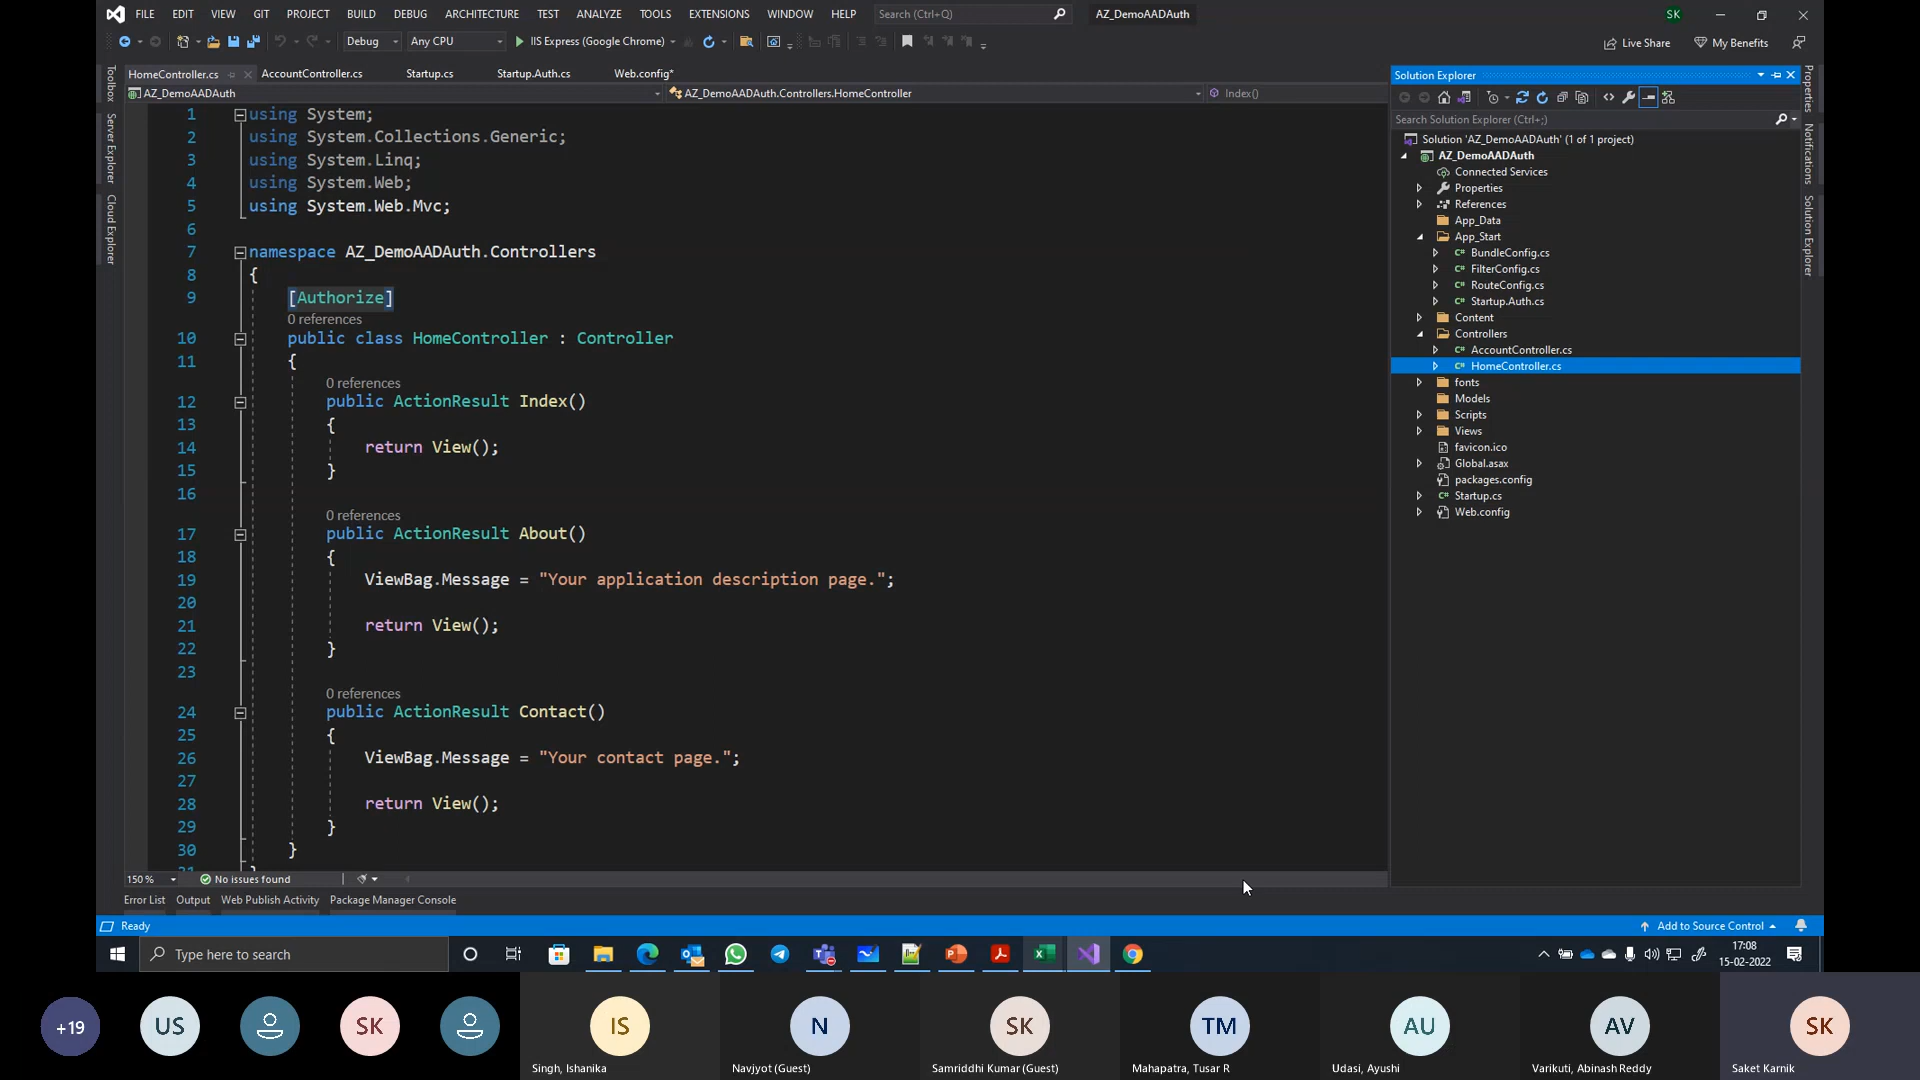 FILE EDIT VIEW GIT PROJECT BUILD DEBUG ARCHITECTURE TEST ANALYZE TOOLS EXTENSIONS WINDOW HELP Search (Ctrl+Q) AZ_DemoAADAuth SK
Debug Any CPU IIS Express (Google Chrome) Live Share My Benefits
HomeController.cs AccountController.cs Startup.cs Startup.Auth.cs Web.config*
AZ_DemoAADAuth AZ_DemoAADAuth.Controllers.HomeController Index()
Toolbox
Server Explorer
Cloud Explorer
1 using System;
2 using System.Collections.Generic;
3 using System.Linq;
4 using System.Web;
5 using System.Web.Mvc;
6
7 namespace AZ_DemoAADAuth.Controllers
8 {
9 [Authorize]
0 references
10 public class HomeController : Controller
11 {
0 references
12 public ActionResult Index()
13 {
14 return View();
15 }
16
0 references
17 public ActionResult About()
18 {
19 ViewBag.Message = "Your application description page.";
20
21 return View();
22 }
23
0 references
24 public ActionResult Contact()
25 {
26 ViewBag.Message = "Your contact page.";
27
28 return View();
29 }
30 }
150 % No issues found
Error List Output Web Publish Activity Package Manager Console
Ready Add to Source Control
Solution Explorer
Search Solution Explorer (Ctrl+;)
Solution 'AZ_DemoAADAuth' (1 of 1 project)
AZ_DemoAADAuth
Connected Services
Properties
References
App_Data
App_Start
BundleConfig.cs
FilterConfig.cs
RouteConfig.cs
Startup.Auth.cs
Content
Controllers
AccountController.cs
HomeController.cs
fonts
Models
Scripts
Views
favicon.ico
Global.asax
packages.config
Startup.cs
Web.config
Properties
Notifications
Solution Explorer
Type here to search
17:08
15-02-2022
+19 US SK IS N SK TM AU AV SK
Singh, Ishanika Navjyot (Guest) Samriddhi Kumar (Guest) Mahapatra, Tusar R Udasi, Ayushi Varikuti, Abinash Reddy Saket Karnik